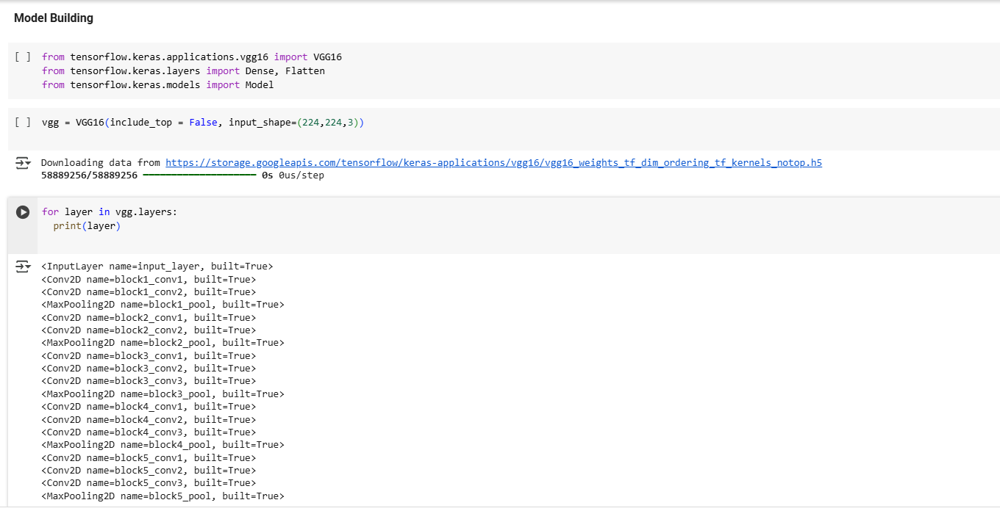 Model Building
[ ] from tensorflow.keras.applications.vgg16 import VGG16
from tensorflow.keras.layers import Dense, Flatten
from tensorflow.keras.models import Model
[ ] vgg = VGG16(include_top = False, input_shape=(224,224,3))
Downloading data from https://storage.googleapis.com/tensorflow/keras-applications/vgg16/vgg16_weights_tf_dim_ordering_tf_kernels_notop.h5
58889256/58889256 ━━━━━━━━━━━━━━━━━━━━ 0s 0us/step
for layer in vgg.layers:
  print(layer)
<InputLayer name=input_layer, built=True>
<Conv2D name=block1_conv1, built=True>
<Conv2D name=block1_conv2, built=True>
<MaxPooling2D name=block1_pool, built=True>
<Conv2D name=block2_conv1, built=True>
<Conv2D name=block2_conv2, built=True>
<MaxPooling2D name=block2_pool, built=True>
<Conv2D name=block3_conv1, built=True>
<Conv2D name=block3_conv2, built=True>
<Conv2D name=block3_conv3, built=True>
<MaxPooling2D name=block3_pool, built=True>
<Conv2D name=block4_conv1, built=True>
<Conv2D name=block4_conv2, built=True>
<Conv2D name=block4_conv3, built=True>
<MaxPooling2D name=block4_pool, built=True>
<Conv2D name=block5_conv1, built=True>
<Conv2D name=block5_conv2, built=True>
<Conv2D name=block5_conv3, built=True>
<MaxPooling2D name=block5_pool, built=True>